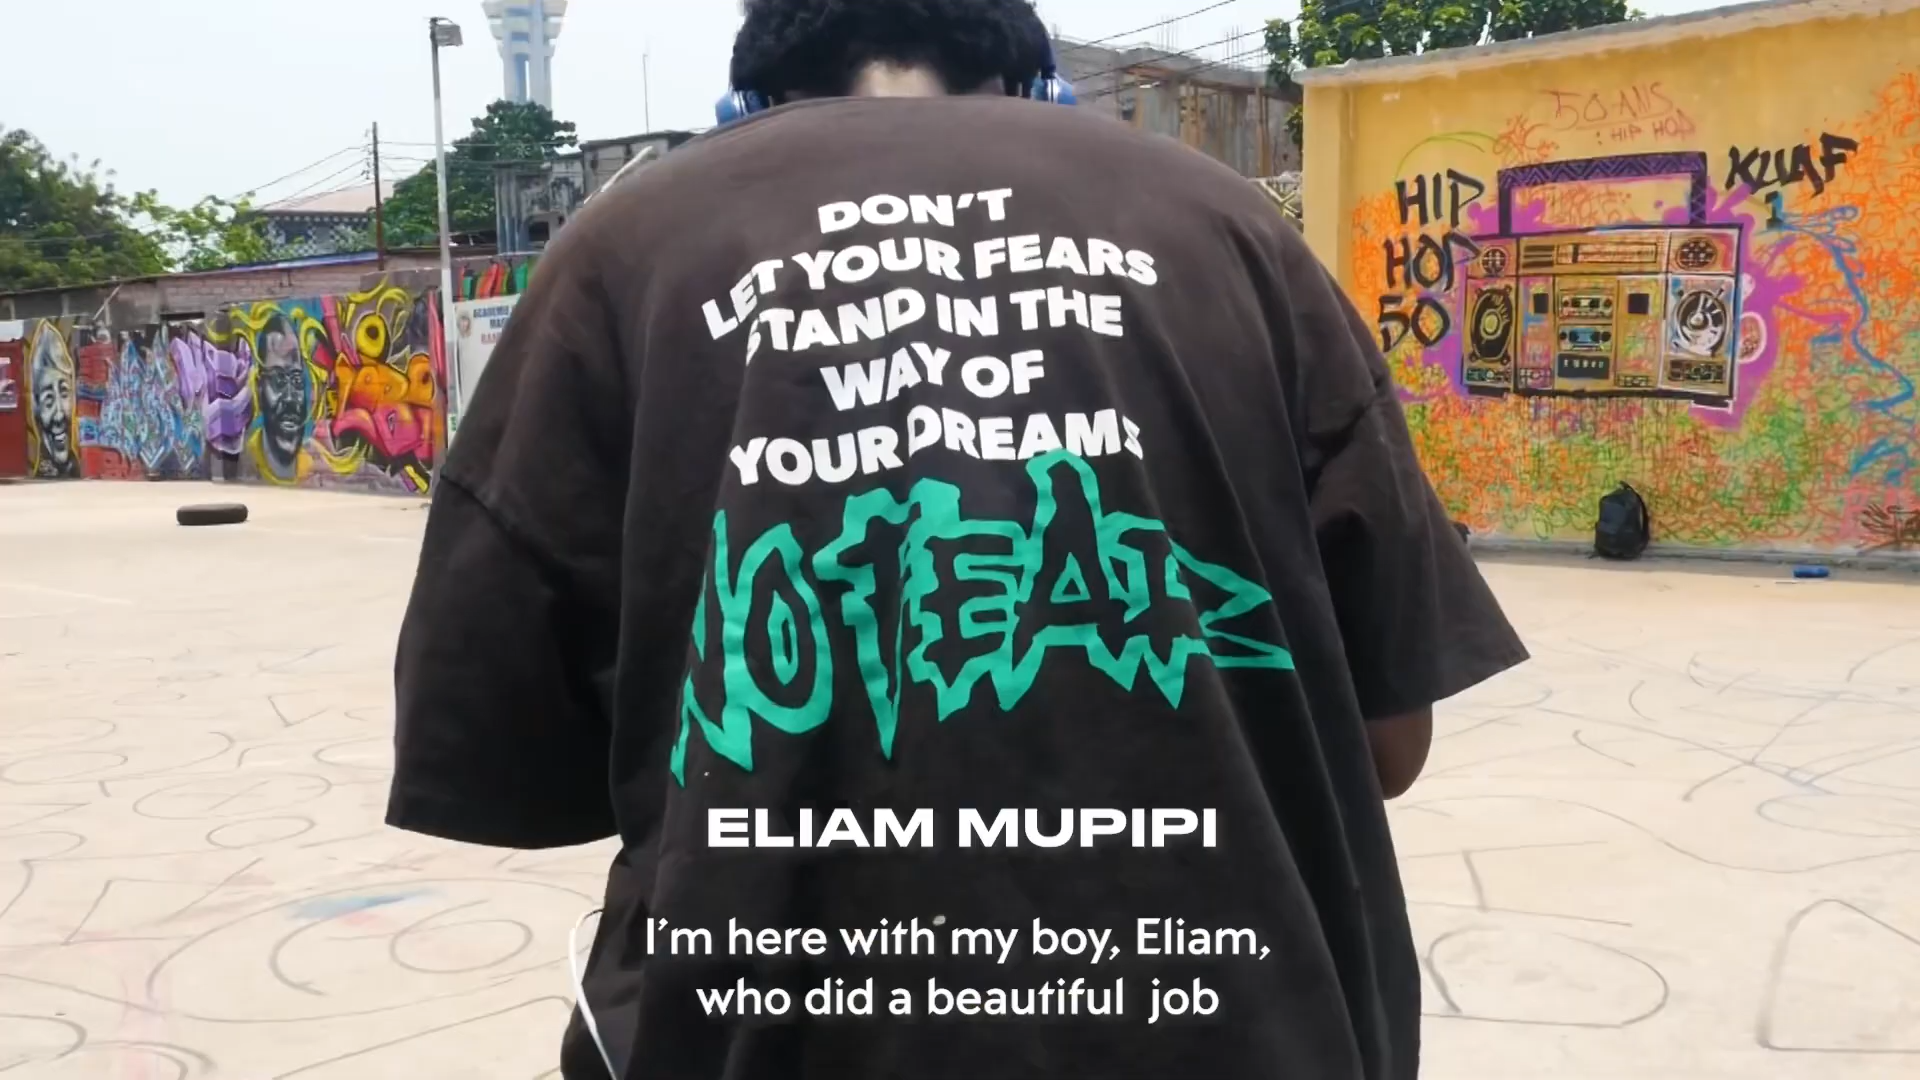 50 ANS
HIP HOP
HIP
HOP
50
KUAF
1
DON'T
LET YOUR FEARS
STAND IN THE
WAY OF
YOUR DREAMS
NO FEAR
ELIAM MUPIPI
I'm here with my boy, Eliam,
who did a beautiful job